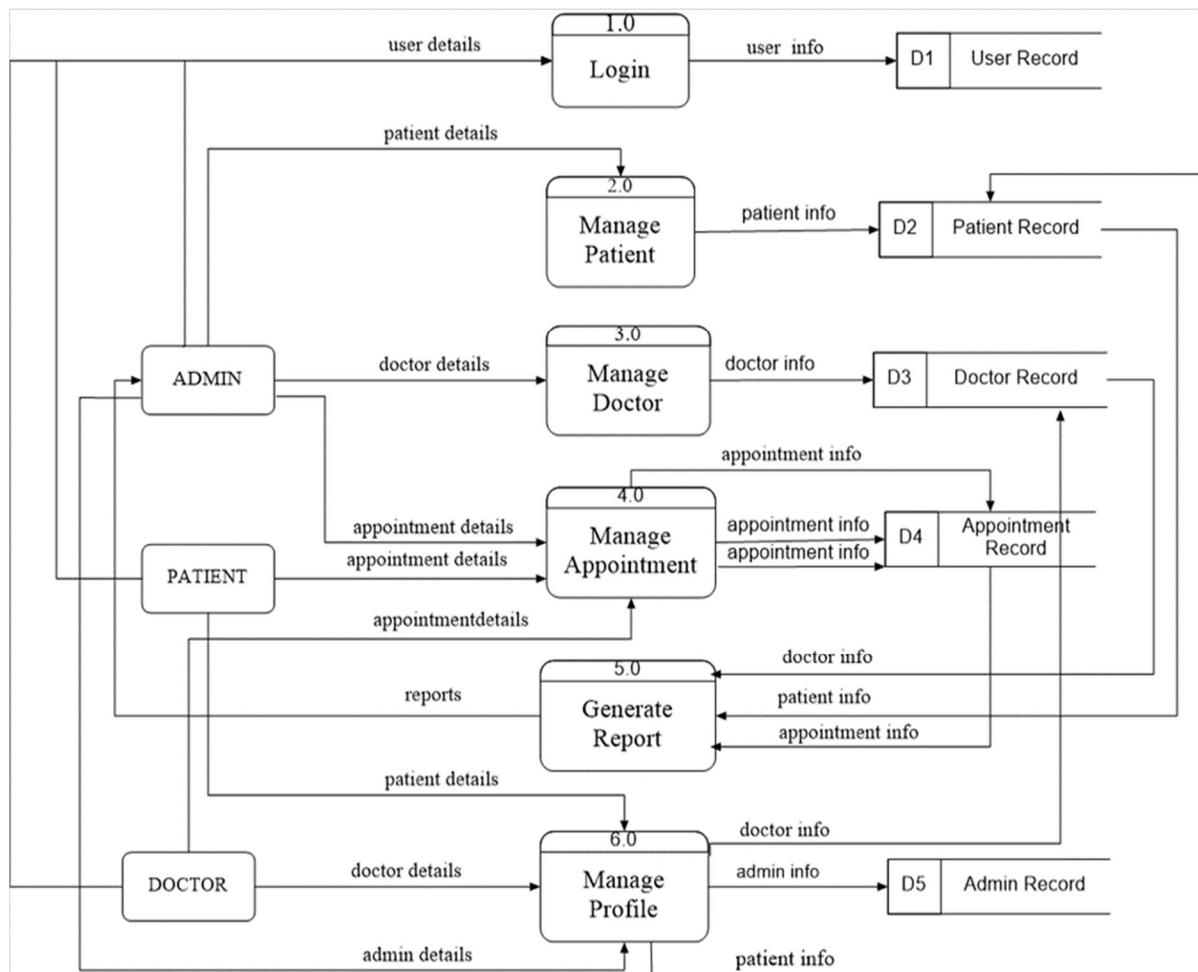 1.0
user details
user  info
Login
D1
User Record
patient details
2.0
patient info
Manage
Patient
D2
Patient Record
3.0
ADMIN
doctor details
Manage
Doctor
doctor info
D3
Doctor Record
appointment info
4.0
appointment details
Manage
Appointment
appointment info
appointment info
D4
Appointment
Record
PATIENT
appointment details
appointmentdetails
5.0
doctor info
reports
Generate
Report
patient info
appointment info
patient details
6.0
doctor info
DOCTOR
doctor details
Manage
Profile
admin info
D5
Admin Record
admin details
patient info